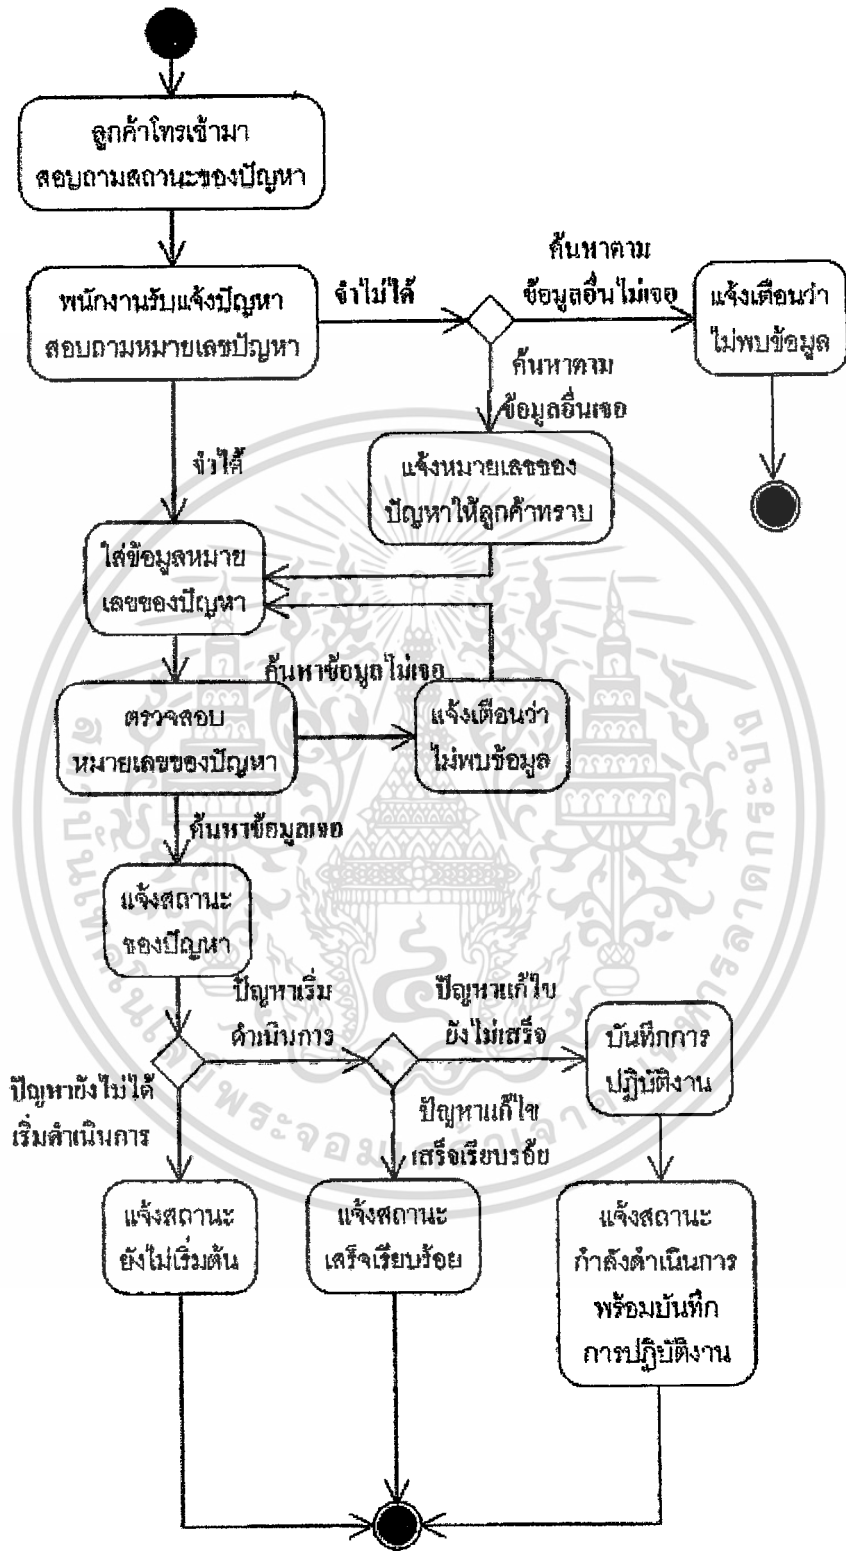 ลูกค้าโทรเข้ามา
สอบถามสถานะของปัญหา
พนักงานรับแจ้งปัญหา
สอบถามหมายเลขปัญหา
จำไม่ได้
ค้นหาตาม
ข้อมูลอื่นไม่เจอ
แจ้งเตือนว่า
ไม่พบข้อมูล
ค้นหาตาม
ข้อมูลอื่นเจอ
จำได้
แจ้งหมายเลขของ
ปัญหาให้ลูกค้าทราบ
ใส่ข้อมูลหมาย
เลขของปัญหา
ค้นหาข้อมูลไม่เจอ
ตรวจสอบ
หมายเลขของปัญหา
แจ้งเตือนว่า
ไม่พบข้อมูล
ค้นหาข้อมูลเจอ
แจ้งสถานะ
ของปัญหา
ปัญหาเริ่ม
ดำเนินการ
ปัญหาแก้ไข
ยังไม่เสร็จ
บันทึกการ
ปฏิบัติงาน
ปัญหายังไม่ได้
เริ่มดำเนินการ
ปัญหาแก้ไข
เสร็จเรียบร้อย
แจ้งสถานะ
ยังไม่เริ่มต้น
แจ้งสถานะ
เสร็จเรียบร้อย
แจ้งสถานะ
กำลังดำเนินการ
พร้อมบันทึก
การปฏิบัติงาน